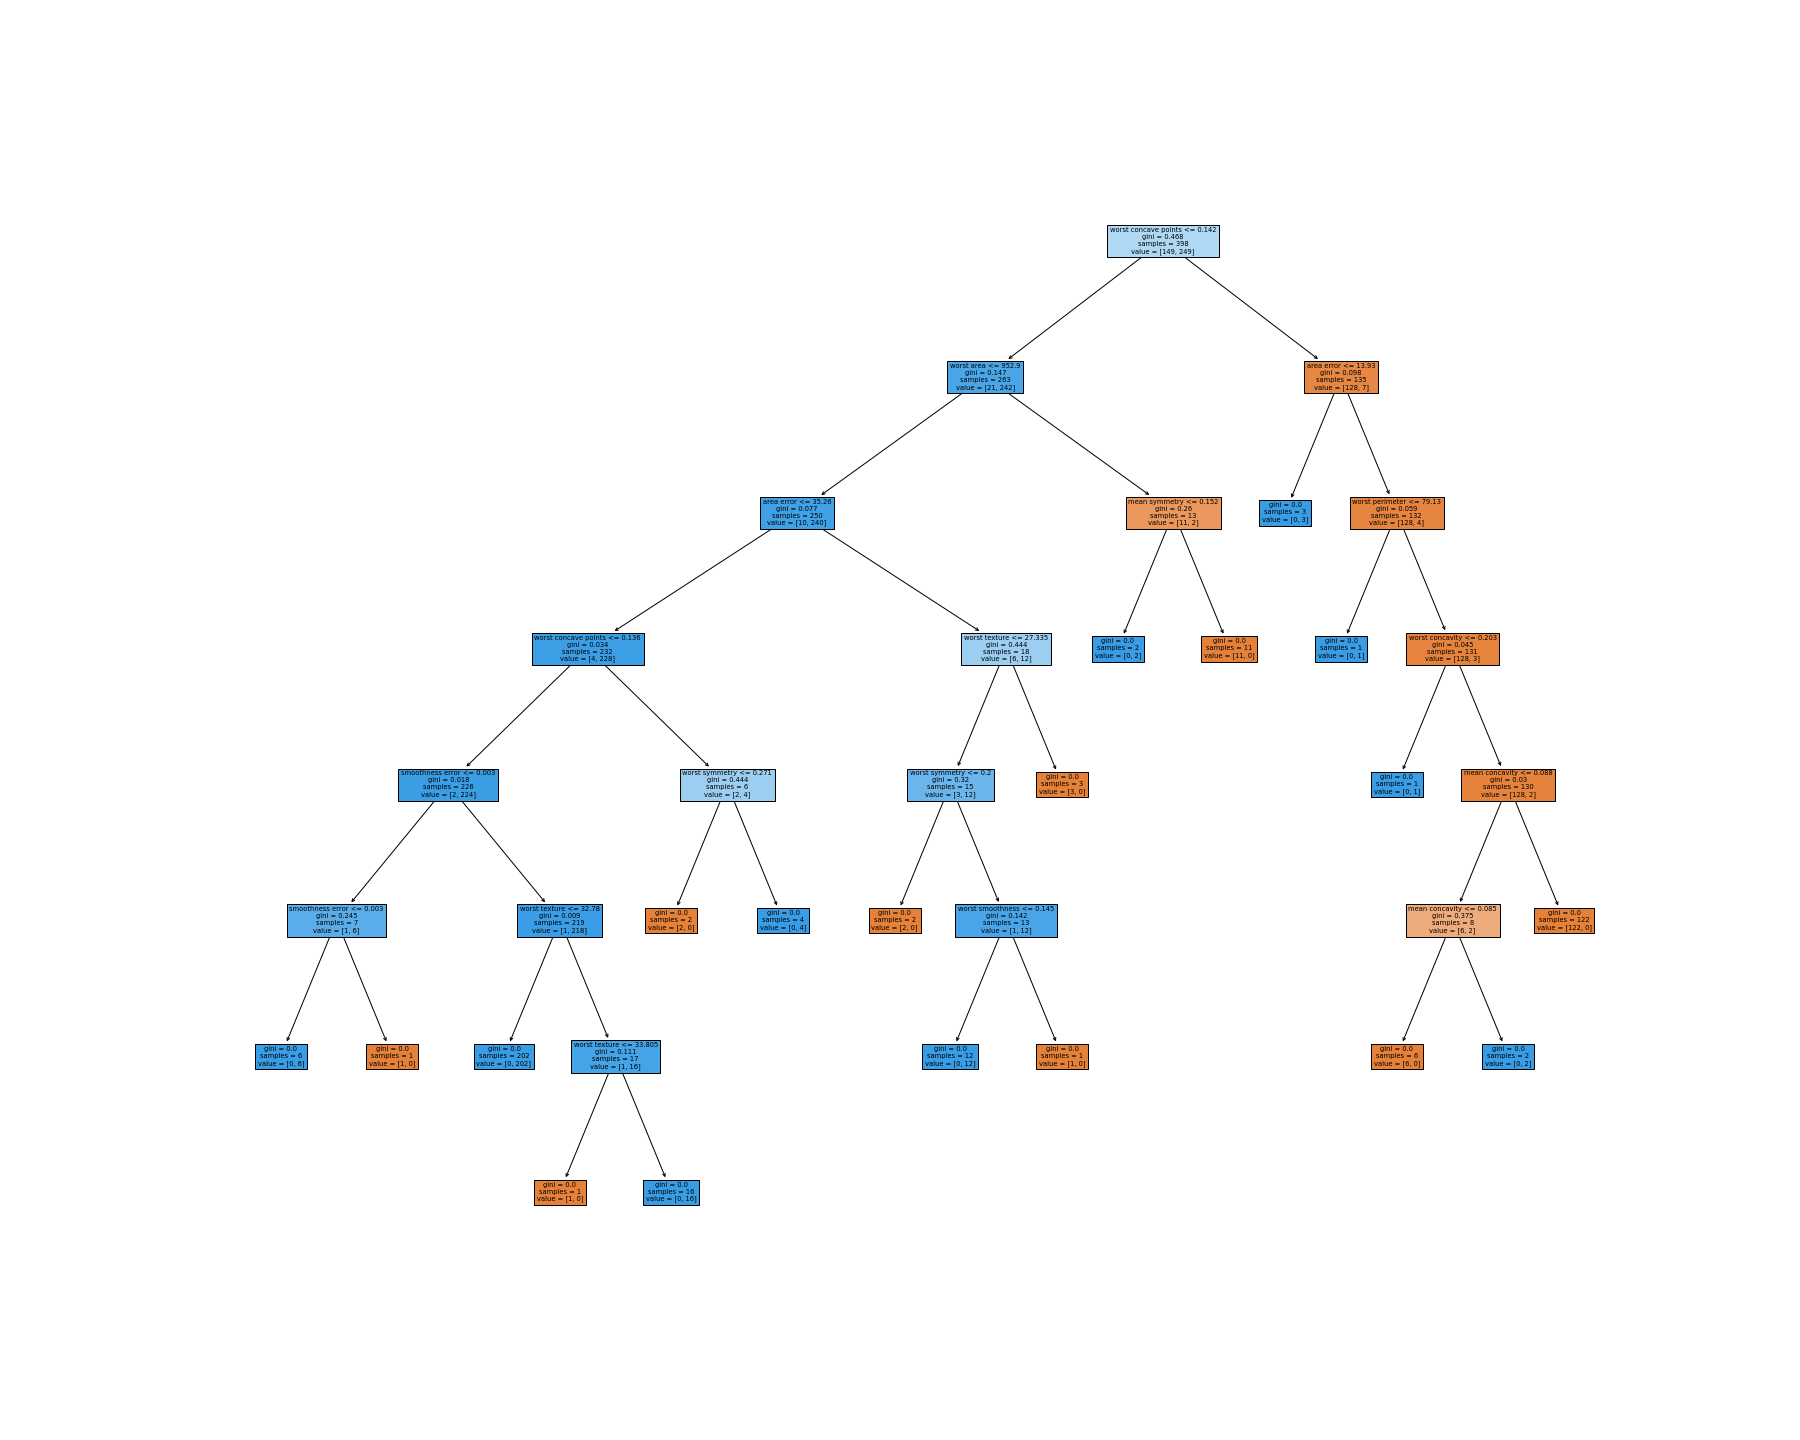 worst concave points <= 0.142
gini = 0.468
samples = 398
value = [149, 249]
worst area <= 952.9
gini = 0.147
samples = 263
value = [21, 242]
area error <= 13.93
gini = 0.098
samples = 135
value = [128, 7]
area error <= 35.26
gini = 0.077
samples = 250
value = [10, 240]
mean symmetry <= 0.152
gini = 0.26
samples = 13
value = [11, 2]
gini = 0.0
samples = 3
value = [0, 3]
worst perimeter <= 79.13
gini = 0.059
samples = 132
value = [128, 4]
worst concave points <= 0.136
gini = 0.034
samples = 232
value = [4, 228]
worst texture <= 27.335
gini = 0.444
samples = 18
value = [6, 12]
gini = 0.0
samples = 2
value = [0, 2]
gini = 0.0
samples = 11
value = [11, 0]
gini = 0.0
samples = 1
value = [0, 1]
worst concavity <= 0.203
gini = 0.045
samples = 131
value = [128, 3]
smoothness error <= 0.003
gini = 0.018
samples = 226
value = [2, 224]
worst symmetry <= 0.271
gini = 0.444
samples = 6
value = [2, 4]
worst symmetry <= 0.2
gini = 0.32
samples = 15
value = [3, 12]
gini = 0.0
samples = 3
value = [3, 0]
gini = 0.0
samples = 1
value = [0, 1]
mean concavity <= 0.088
gini = 0.03
samples = 130
value = [128, 2]
smoothness error <= 0.003
gini = 0.245
samples = 7
value = [1, 6]
worst texture <= 32.78
gini = 0.009
samples = 219
value = [1, 218]
gini = 0.0
samples = 2
value = [2, 0]
gini = 0.0
samples = 4
value = [0, 4]
gini = 0.0
samples = 2
value = [2, 0]
worst smoothness <= 0.145
gini = 0.142
samples = 13
value = [1, 12]
mean concavity <= 0.085
gini = 0.375
samples = 8
value = [6, 2]
gini = 0.0
samples = 122
value = [122, 0]
gini = 0.0
samples = 6
value = [0, 6]
gini = 0.0
samples = 1
value = [1, 0]
gini = 0.0
samples = 202
value = [0, 202]
worst texture <= 33.805
gini = 0.111
samples = 17
value = [1, 16]
gini = 0.0
samples = 12
value = [0, 12]
gini = 0.0
samples = 1
value = [1, 0]
gini = 0.0
samples = 6
value = [6, 0]
gini = 0.0
samples = 2
value = [0, 2]
gini = 0.0
samples = 1
value = [1, 0]
gini = 0.0
samples = 16
value = [0, 16]